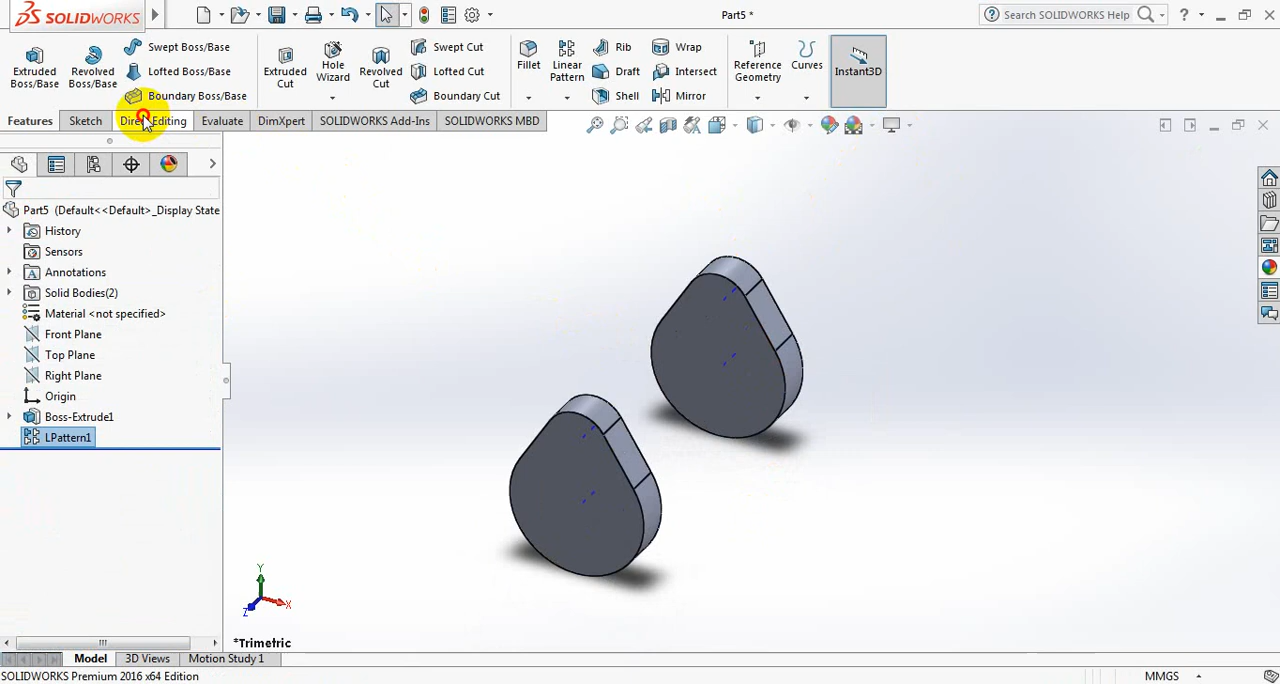 SOLIDWORKS
Part5 *
Search SOLIDWORKS Help
Extruded Boss/Base
Revolved Boss/Base
Swept Boss/Base
Lofted Boss/Base
Boundary Boss/Base
Extruded Cut
Hole Wizard
Revolved Cut
Swept Cut
Lofted Cut
Boundary Cut
Fillet
Linear Pattern
Rib
Draft
Shell
Wrap
Intersect
Mirror
Reference Geometry
Curves
Instant3D
Features
Sketch
Direct Editing
Evaluate
DimXpert
SOLIDWORKS Add-Ins
SOLIDWORKS MBD
Part5 (Default<<Default>_Display State
History
Sensors
Annotations
Solid Bodies(2)
Material <not specified>
Front Plane
Top Plane
Right Plane
Origin
Boss-Extrude1
LPattern1
Y
X
Z
*Trimetric
Model
3D Views
Motion Study 1
SOLIDWORKS Premium 2016 x64 Edition
MMGS